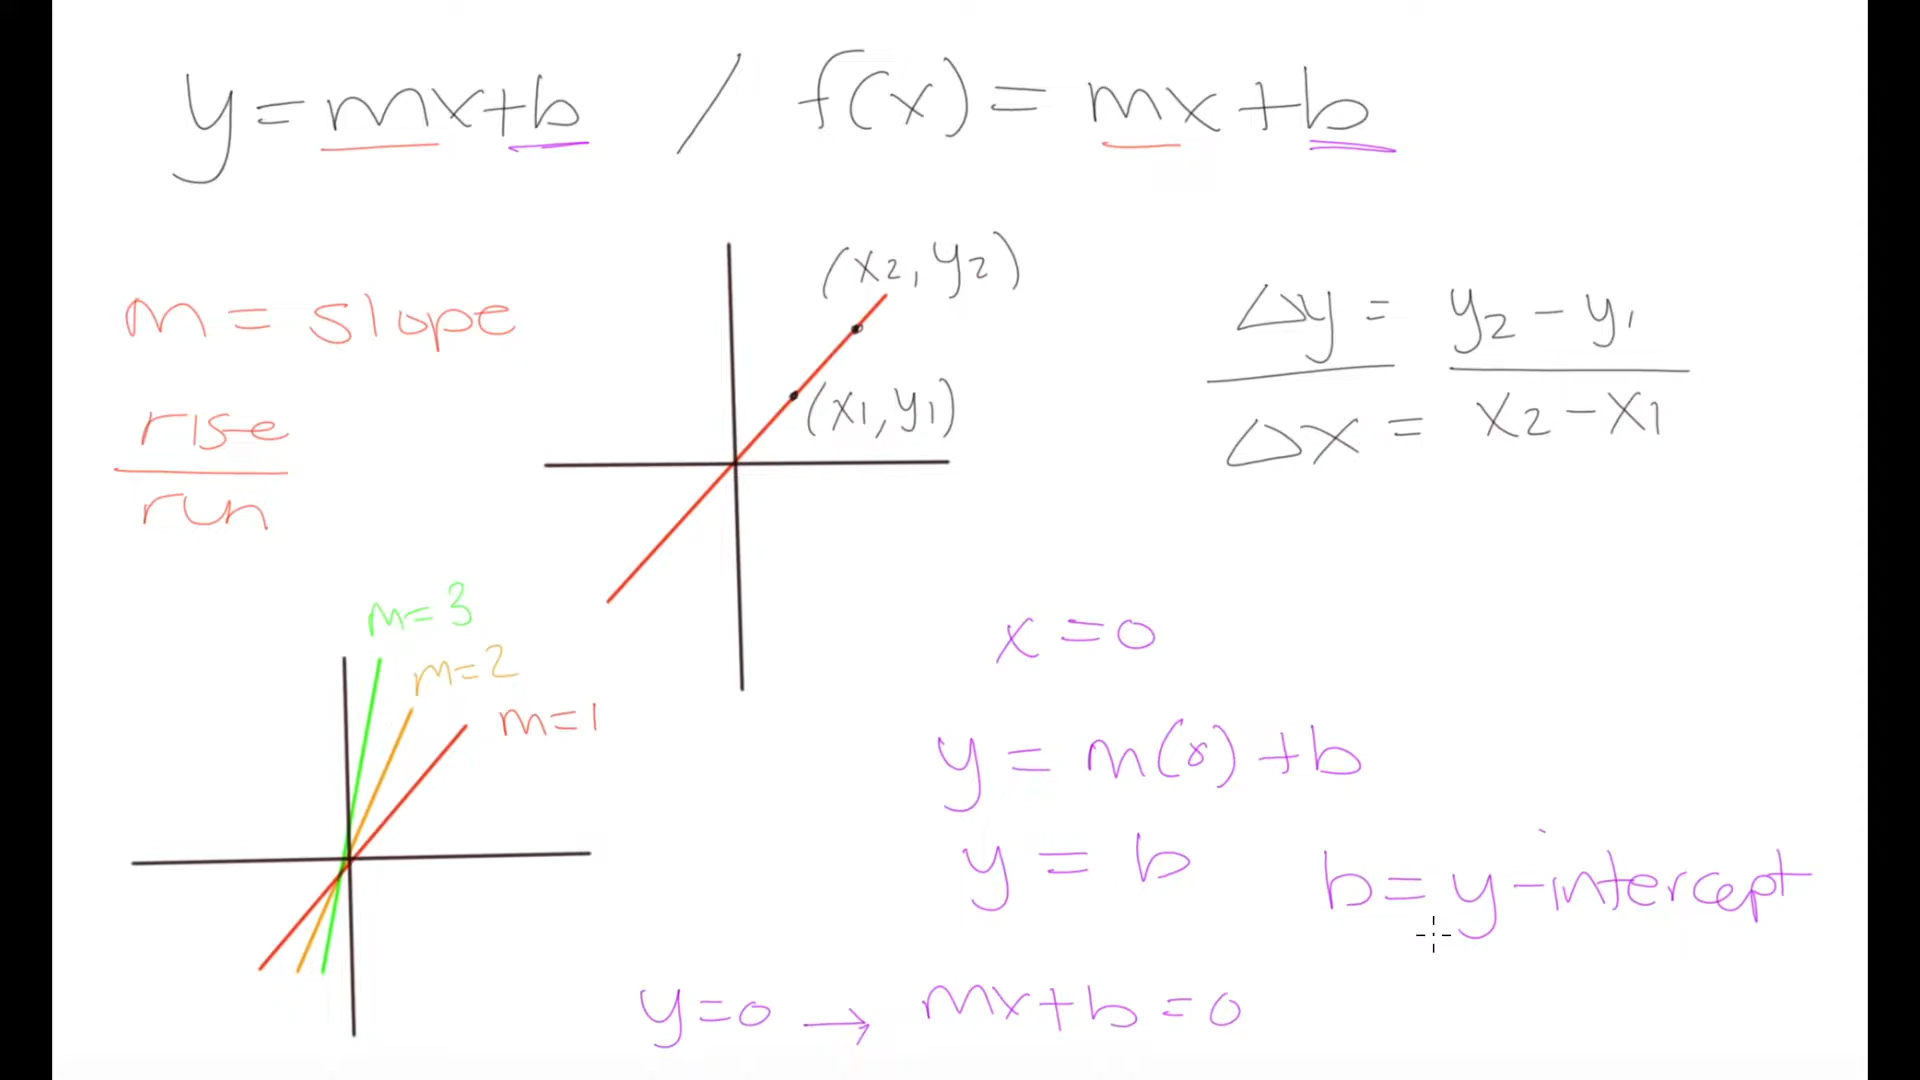 y=mx+b / f(x)=mx+b
m = slope
rise
run
(x2,y2)
(x1,y1)
Δy = y2-y1
Δx = x2-x1
m=3
m=2
m=1
x=0
y = m(x)+b
y = b
b=y-intercept
y=0 → mx+b=0